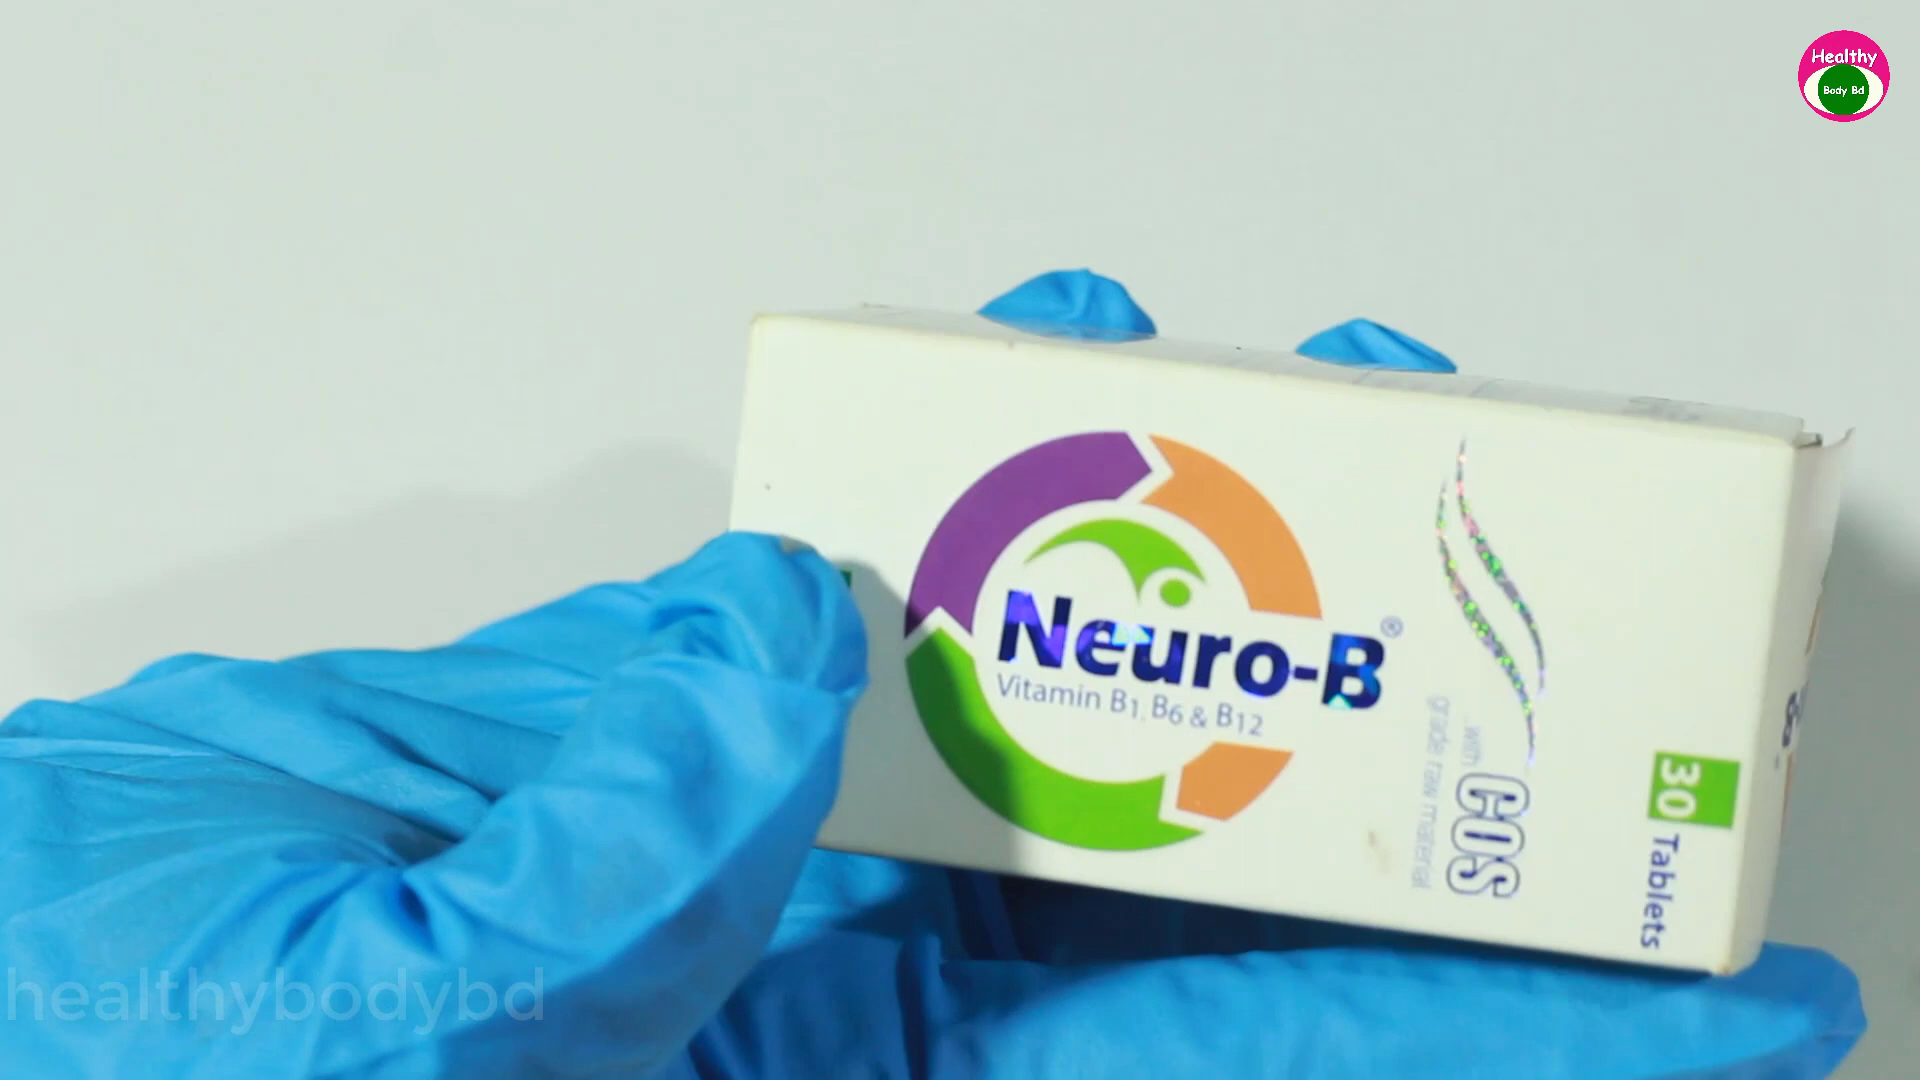 Healthy
Body Bd
Neuro-B®
Vitamin B1, B6 & B12
with
COS
grade raw material
30 Tablets
healthybodybd